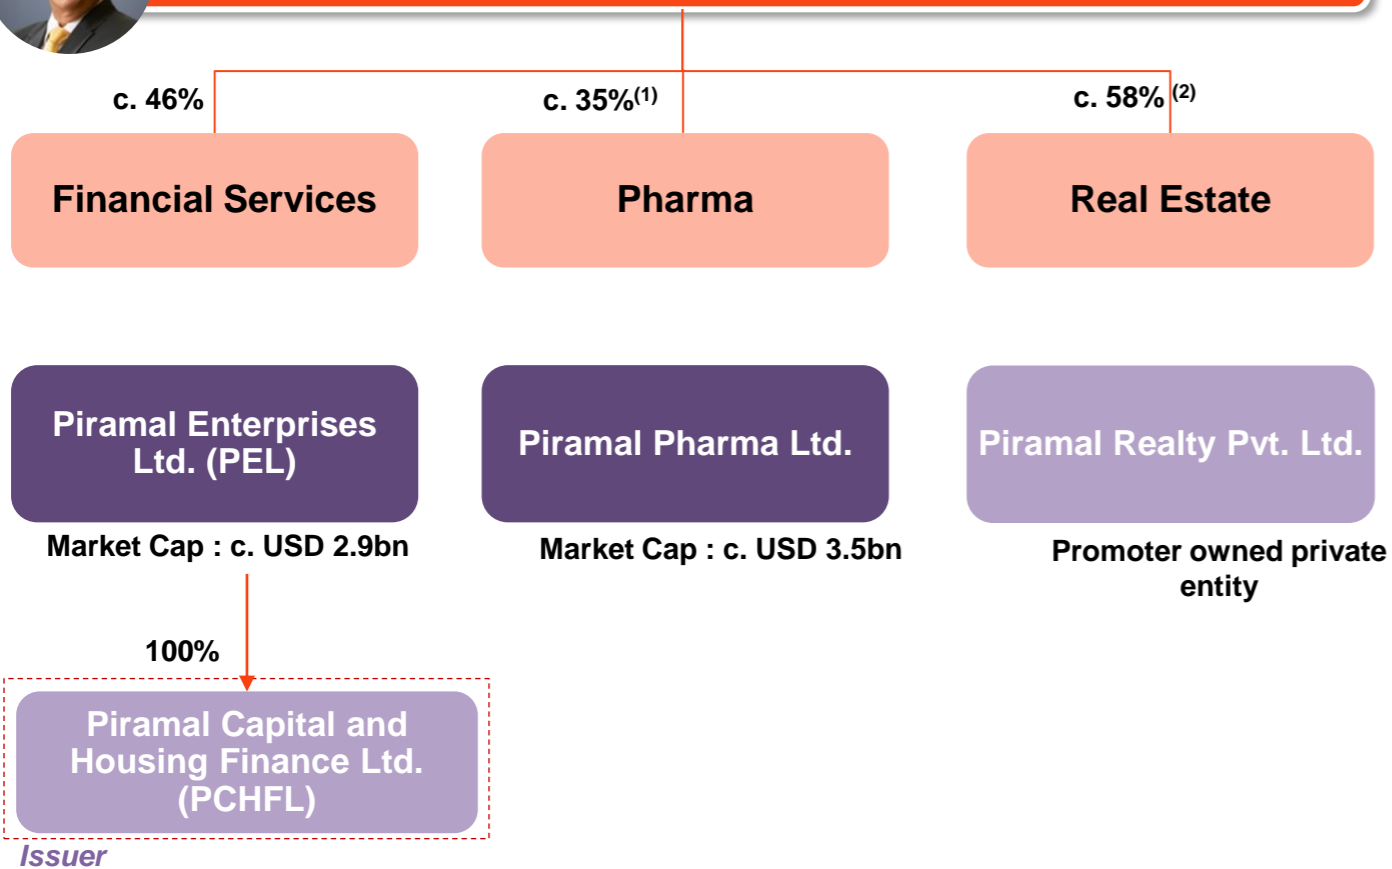 c. 46%
c. 35%(1)
c. 58% (2)
Financial Services
Pharma
Real Estate
Piramal Enterprises
Ltd. (PEL)
Piramal Pharma Ltd.
Piramal Realty Pvt. Ltd.
Market Cap : c. USD 2.9bn
Market Cap : c. USD 3.5bn
Promoter owned private
entity
100%
Piramal Capital and
Housing Finance Ltd.
(PCHFL)
Issuer